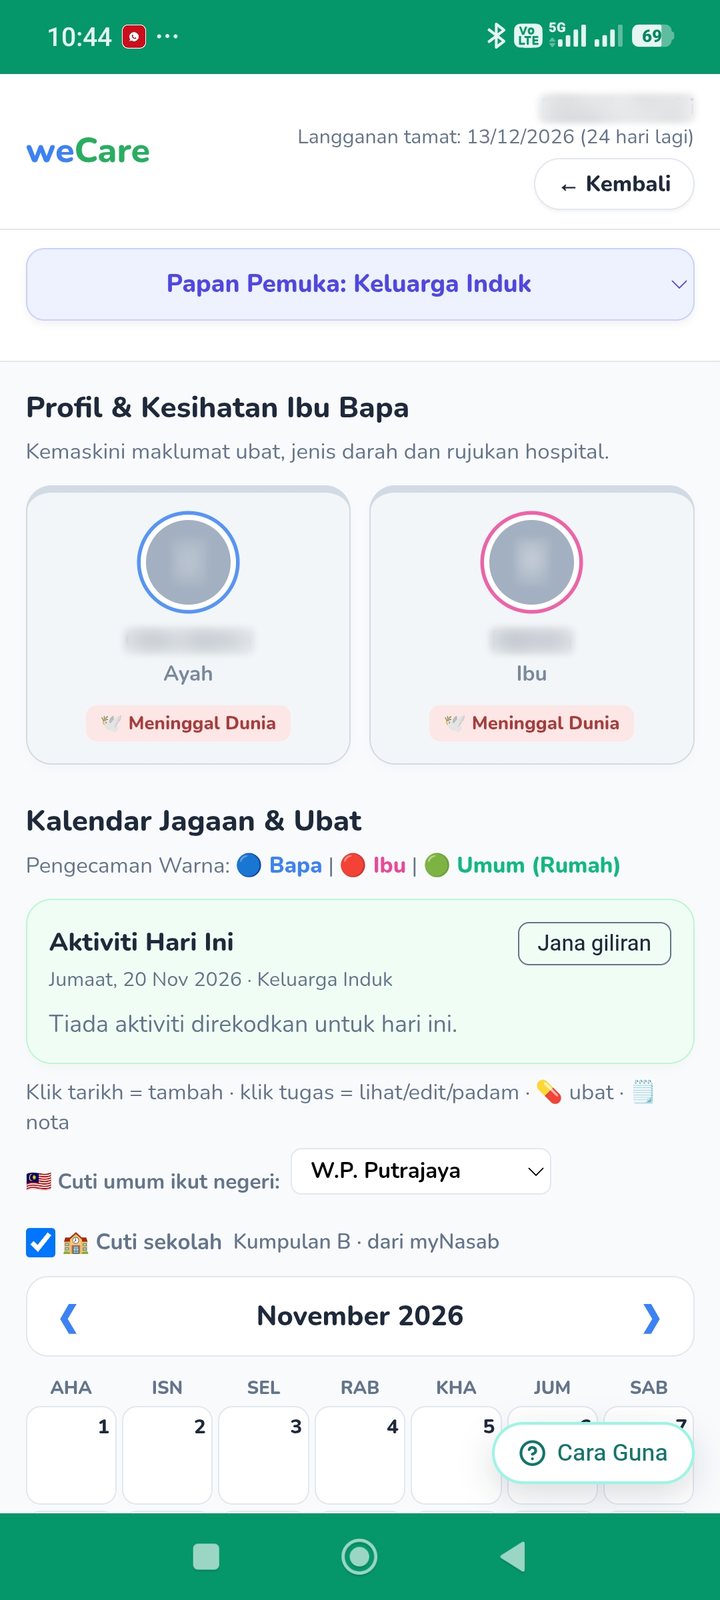 10:44
Vo LTE 5G 69
weCare
Langganan tamat: 13/12/2026 (24 hari lagi)
← Kembali
Papan Pemuka: Keluarga Induk
Profil & Kesihatan Ibu Bapa
Kemaskini maklumat ubat, jenis darah dan rujukan hospital.
Ayah
Ibu
🕊️ Meninggal Dunia
🕊️ Meninggal Dunia
Kalendar Jagaan & Ubat
Pengecaman Warna: 🔵 Bapa | 🔴 Ibu | 🟢 Umum (Rumah)
Aktiviti Hari Ini
Jana giliran
Jumaat, 20 Nov 2026 · Keluarga Induk
Tiada aktiviti direkodkan untuk hari ini.
Klik tarikh = tambah · klik tugas = lihat/edit/padam · 💊 ubat · 🗒️
nota
🇲🇾 Cuti umum ikut negeri: W.P. Putrajaya
🏫 Cuti sekolah Kumpulan B · dari myNasab
❮ November 2026 ❯
AHA ISN SEL RAB KHA JUM SAB
1 2 3 4 5 7
Cara Guna